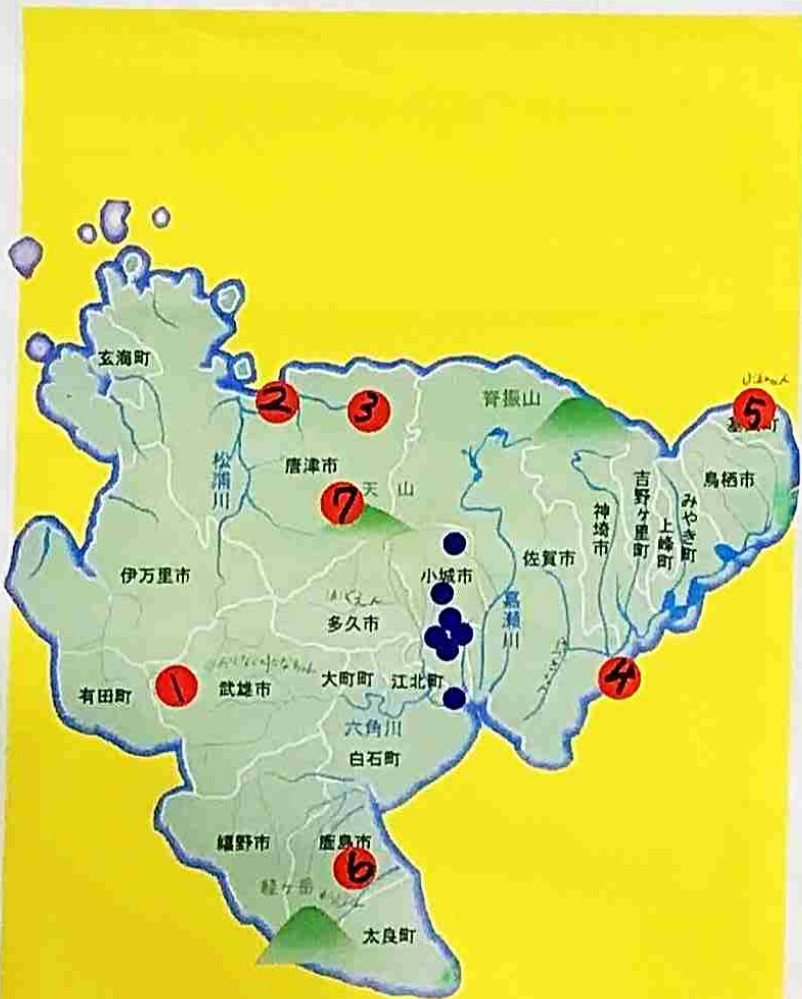 玄海町
2
3
脊振山
5
唐津市
松浦川
7
天山
鳥栖市
吉野ヶ里町
みやき町
上峰町
神埼市
佐賀市
伊万里市
小城市
嘉瀬川
多久市
1
有田町
武雄市
大町町
江北町
4
六角川
白石町
嬉野市
鹿島市
6
経ヶ岳
太良町